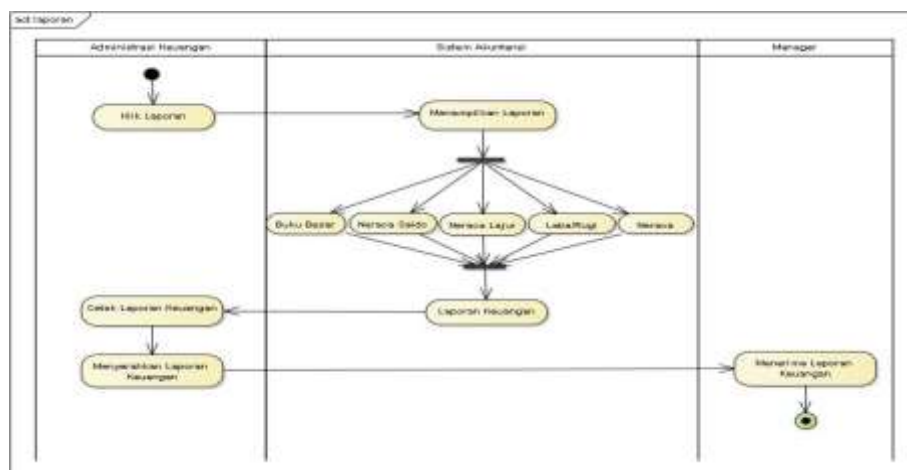 act laporan
Administrasi Keuangan
Sistem Akuntansi
Manager
Klik Laporan
Menampilkan Laporan
Buku Besar
Neraca Saldo
Neraca Lajur
Laba/Rugi
Neraca
Cetak Laporan Keuangan
Laporan Keuangan
Menyerahkan Laporan
Keuangan
Menerima Laporan
Keuangan